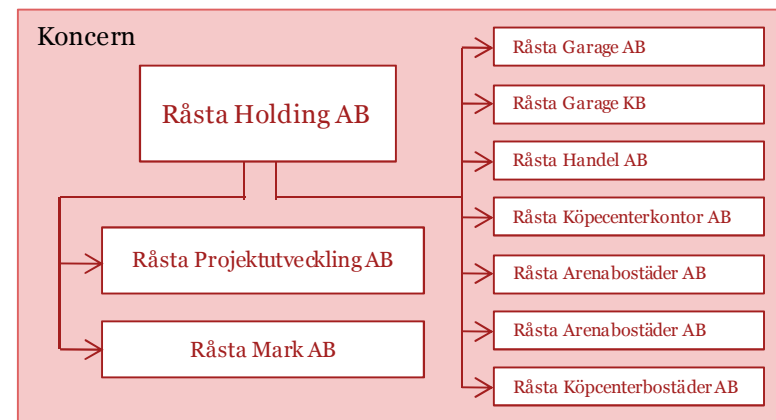 Koncern
Råsta Holding AB
Råsta Projektutveckling AB
Råsta Mark AB
Råsta Garage AB
Råsta Garage KB
Råsta Handel AB
Råsta Köpecenterkontor AB
Råsta Arenabostäder AB
Råsta Arenabostäder AB
Råsta Köpcenterbostäder AB